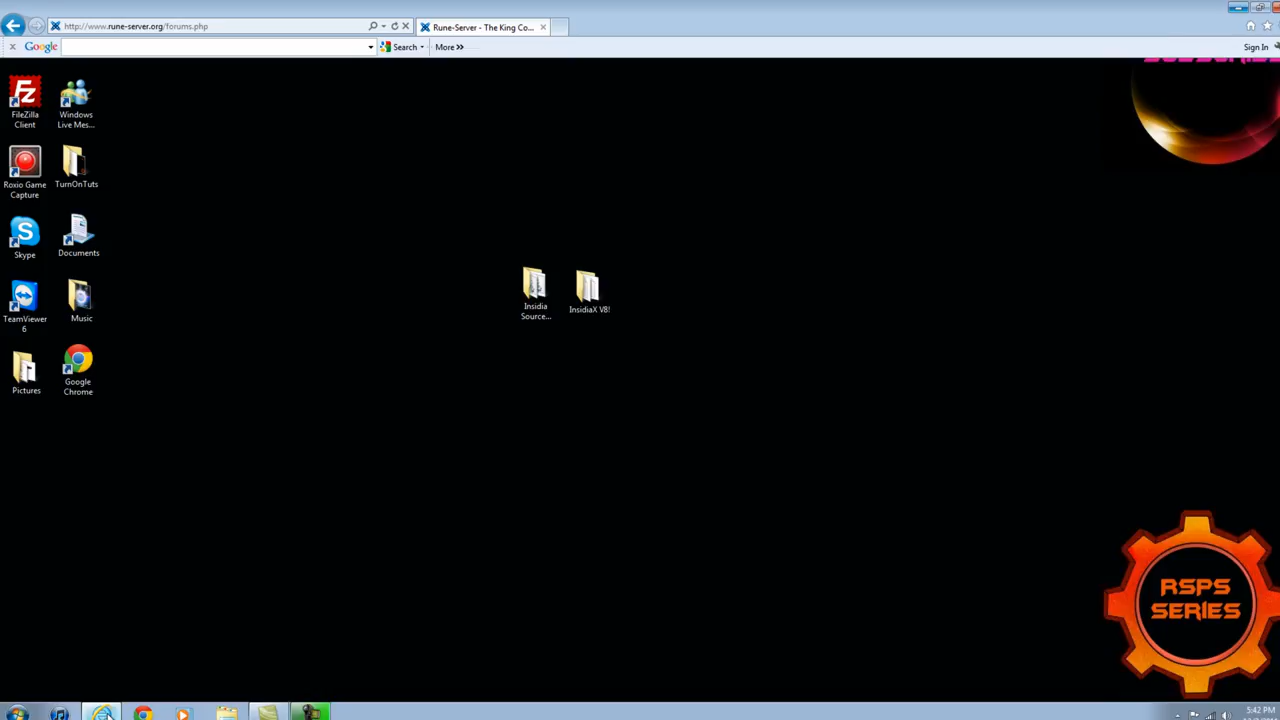 http://www.rune-server.org/forums.php
Rune-Server - The King Co...
Google
Search
More »
Sign In
FileZilla
Client
Windows
Live Mes...
Roxio Game
Capture
TurnOnTuts
Skype
Documents
TeamViewer
6
Music
Pictures
Google
Chrome
Insidia
Source...
InsidiaX V8!
RSPS
SERIES
5:42 PM